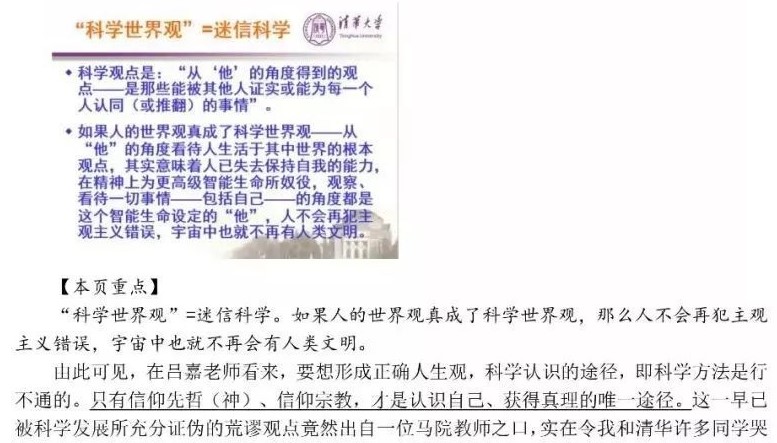 “科学世界观”=迷信科学
清华大学
Tsinghua University
科学观点是：“从‘他’的角度得到的观
点——是那些能被其他人证实或能为每一个
人认同（或推翻）的事情”。
如果人的世界观真成了科学世界观——从
“他”的角度看待人生活于其中世界的根本
观点，其实意味着人已失去保持自我的能力，
在精神上为更高级智能生命所奴役，观察、
看待一切事情——包括自己——的角度都是
这个智能生命设定的“他”，人不会再犯主
观主义错误，宇宙中也就不再有人类文明。
【本页重点】
“科学世界观”=迷信科学。如果人的世界观真成了科学世界观，那么人不会再犯主观
主义错误，宇宙中也就不再会有人类文明。
由此可见，在吕嘉老师看来，要想形成正确人生观，科学认识的途径，即科学方法是行
不通的。只有信仰先哲（神）、信仰宗教，才是认识自己、获得真理的唯一途径。这一早已
被科学发展所充分证伪的荒谬观点竟然出自一位马院教师之口，实在令我和清华许多同学哭